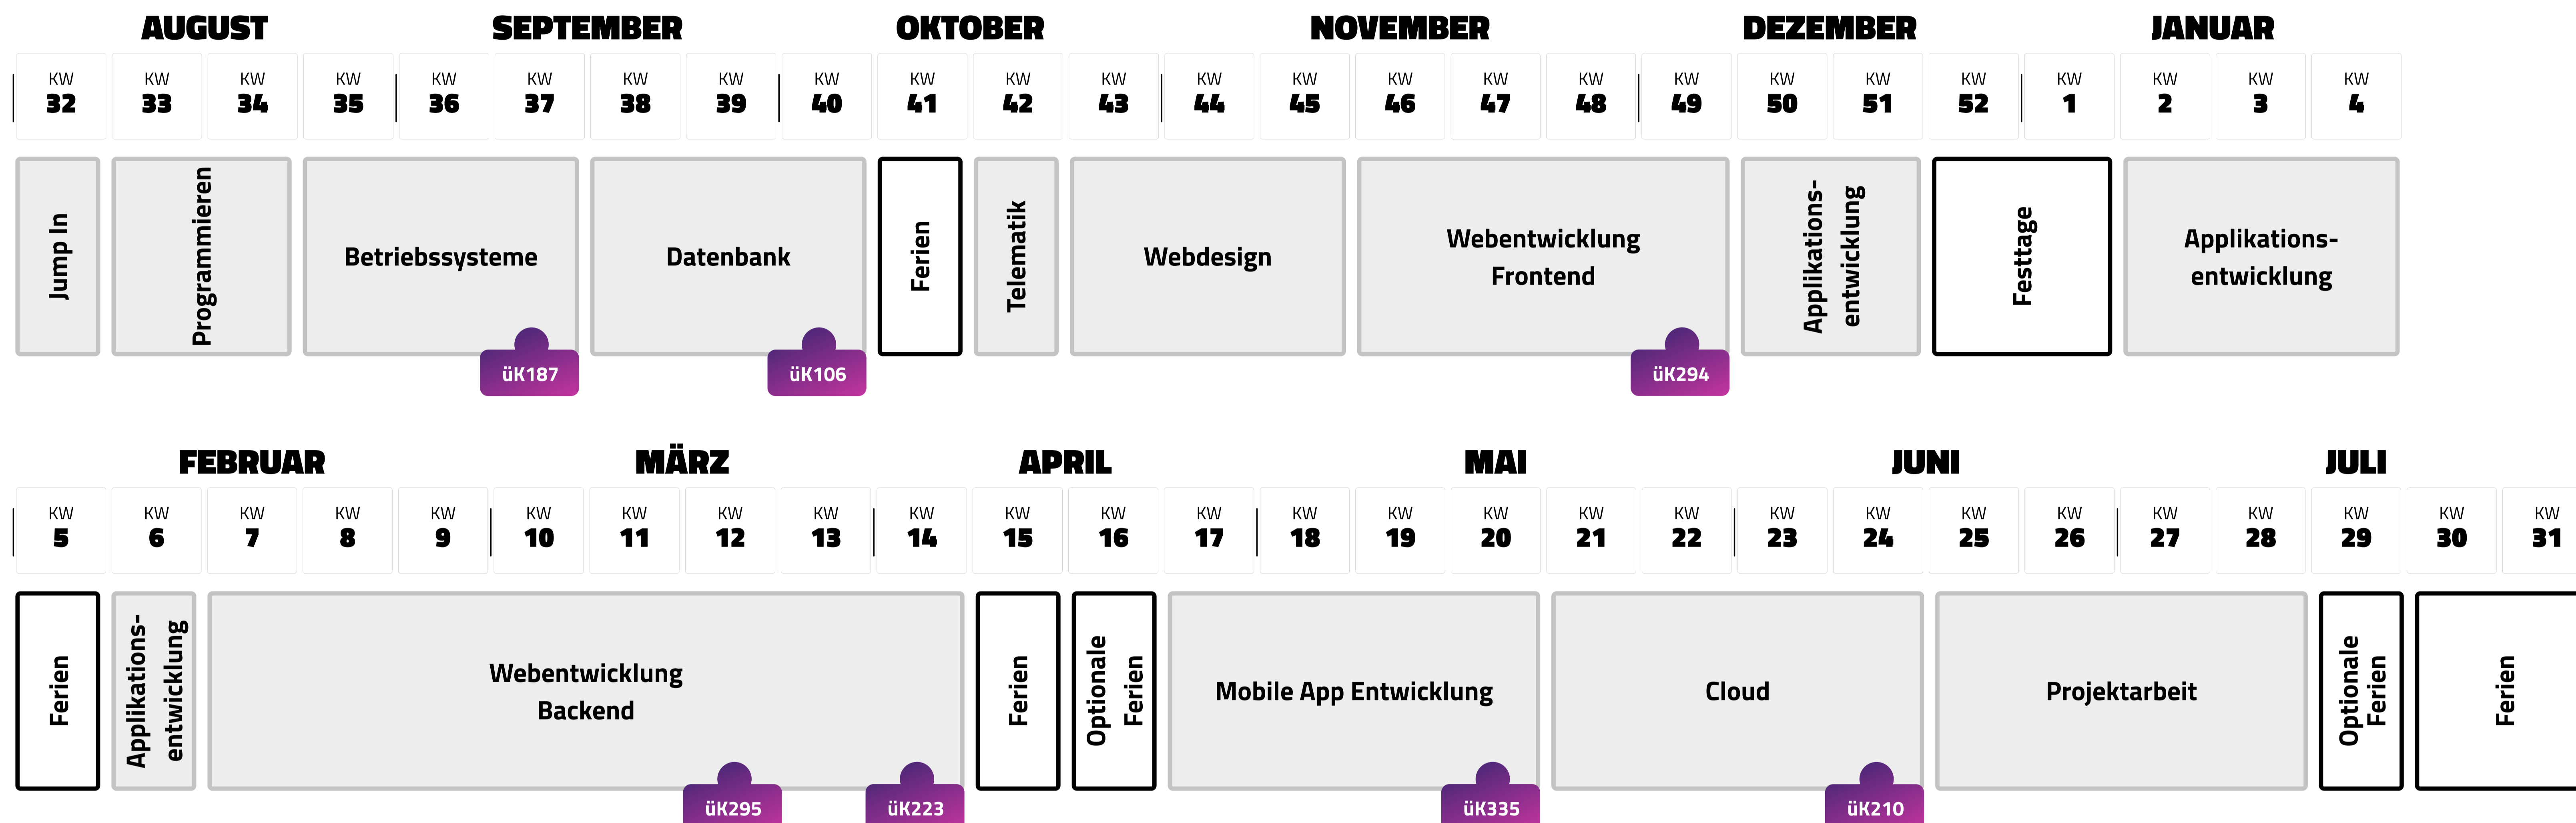 AUGUST SEPTEMBER OKTOBER NOVEMBER DEZEMBER JANUAR
KW KW KW KW KW KW KW KW KW KW KW KW KW KW KW KW KW KW KW KW KW KW KW KW KW
32 33 34 35 36 37 38 39 40 41 42 43 44 45 46 47 48 49 50 51 52 1 2 3 4
Jump In
Programmieren
Betriebssysteme
Datenbank
Ferien
Telematik
Webdesign
Webentwicklung
Frontend
Applikations-
entwicklung
Festtage
Applikations-
entwicklung
üK187
üK106
üK294
FEBRUAR MÄRZ APRIL MAI JUNI JULI
KW KW KW KW KW KW KW KW KW KW KW KW KW KW KW KW KW KW KW KW KW KW KW KW KW KW KW
5 6 7 8 9 10 11 12 13 14 15 16 17 18 19 20 21 22 23 24 25 26 27 28 29 30 31
Ferien
Applikations-
entwicklung
Webentwicklung
Backend
Ferien
Optionale
Ferien
Mobile App Entwicklung
Cloud
Projektarbeit
Optionale
Ferien
Ferien
üK295
üK223
üK335
üK210